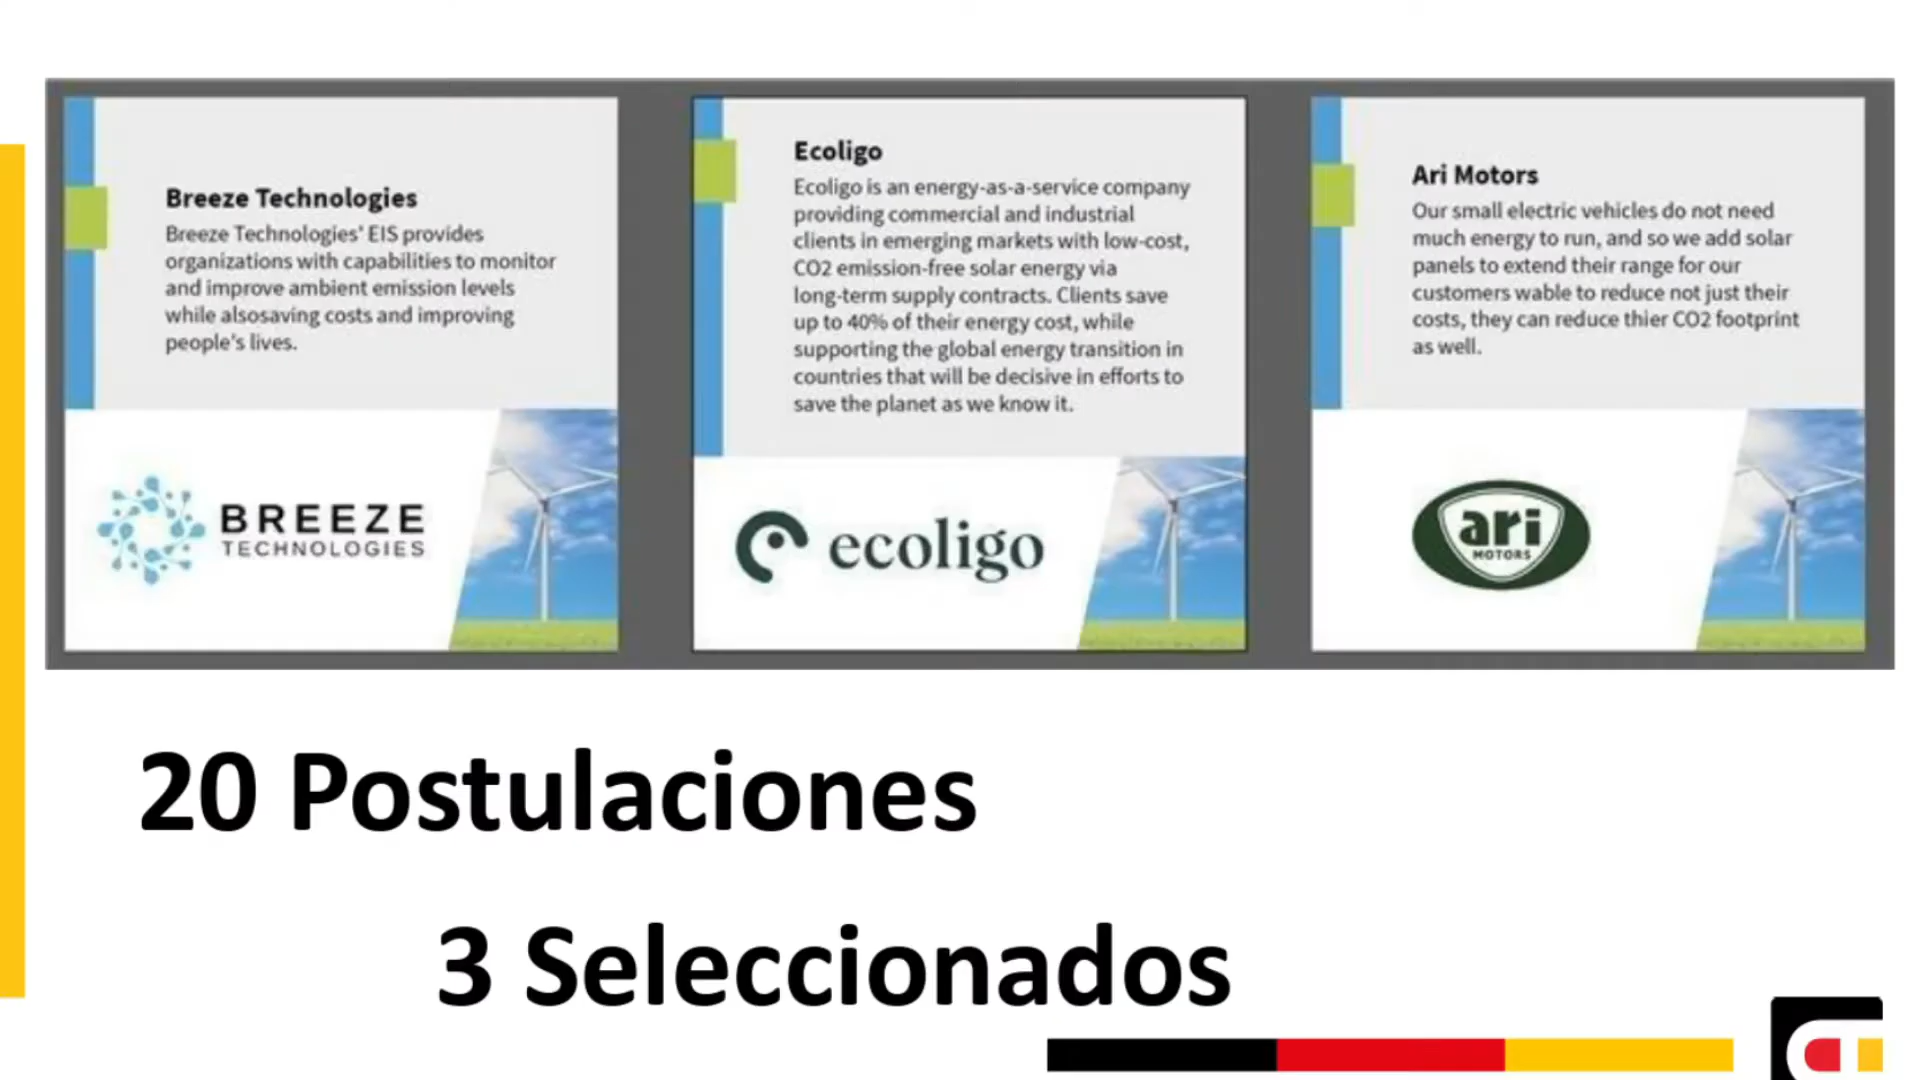 Breeze Technologies
Breeze Technologies' EIS provides
organizations with capabilities to monitor
and improve ambient emission levels
while alsosaving costs and improving
people's lives.
BREEZE
TECHNOLOGIES
Ecoligo
Ecoligo is an energy-as-a-service company
providing commercial and industrial
clients in emerging markets with low-cost,
CO2 emission-free solar energy via
long-term supply contracts. Clients save
up to 40% of their energy cost, while
supporting the global energy transition in
countries that will be decisive in efforts to
save the planet as we know it.
ecoligo
Ari Motors
Our small electric vehicles do not need
much energy to run, and so we add solar
panels to extend their range for our
customers wable to reduce not just their
costs, they can reduce thier CO2 footprint
as well.
ari
MOTORS
20 Postulaciones
3 Seleccionados